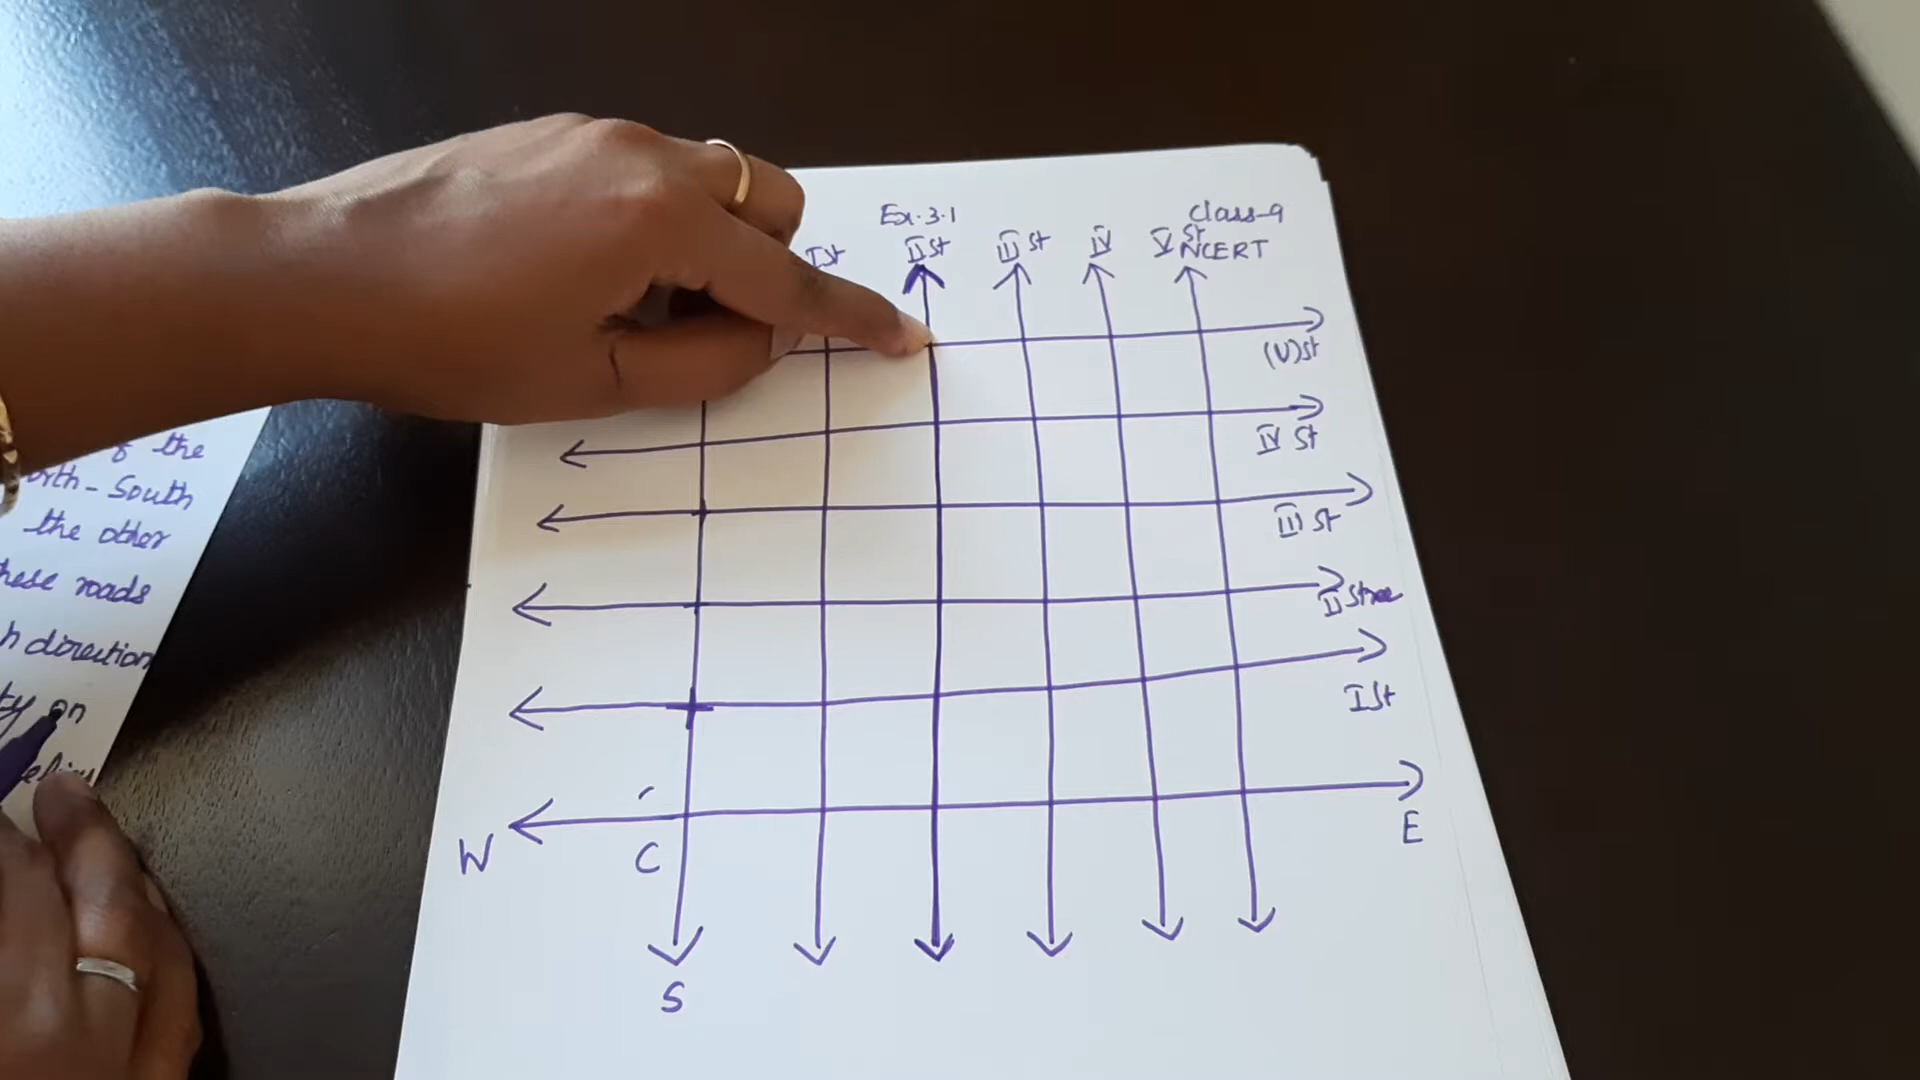 Ex. 3.1
Class-9
I St
II St
III St
IV
V St
NCERT
(V) St
IV St
III St
II Stree
I St
W
C
E
S
of the
orth - South
the other
hese roads
h direction
ty on